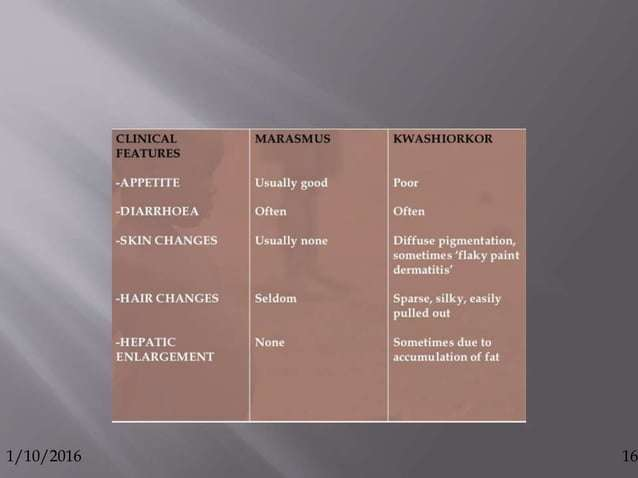 CLINICAL FEATURES MARASMUS KWASHIORKOR
-APPETITE Usually good Poor
-DIARRHOEA Often Often
-SKIN CHANGES Usually none Diffuse pigmentation,
sometimes ‘flaky paint
dermatitis’
-HAIR CHANGES Seldom Sparse, silky, easily
pulled out
-HEPATIC ENLARGEMENT None Sometimes due to
accumulation of fat
1/10/2016 16